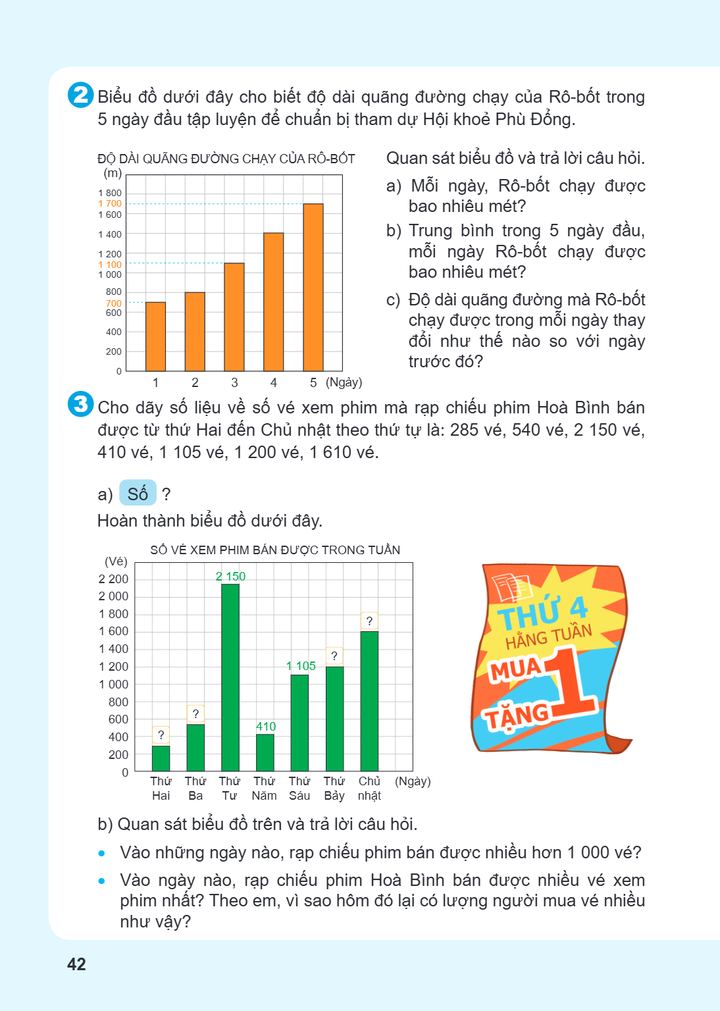 2 Biểu đồ dưới đây cho biết độ dài quãng đường chạy của Rô-bốt trong
5 ngày đầu tập luyện để chuẩn bị tham dự Hội khoẻ Phù Đổng.
ĐỘ DÀI QUÃNG ĐƯỜNG CHẠY CỦA RÔ-BỐT
(m)
1 800
1 700
1 600
1 400
1 200
1 100
1 000
800
700
600
400
200
0
1 2 3 4 5 (Ngày)
Quan sát biểu đồ và trả lời câu hỏi.
a) Mỗi ngày, Rô-bốt chạy được
bao nhiêu mét?
b) Trung bình trong 5 ngày đầu,
mỗi ngày Rô-bốt chạy được
bao nhiêu mét?
c) Độ dài quãng đường mà Rô-bốt
chạy được trong mỗi ngày thay
đổi như thế nào so với ngày
trước đó?
3 Cho dãy số liệu về số vé xem phim mà rạp chiếu phim Hoà Bình bán
được từ thứ Hai đến Chủ nhật theo thứ tự là: 285 vé, 540 vé, 2 150 vé,
410 vé, 1 105 vé, 1 200 vé, 1 610 vé.
a) Số ?
Hoàn thành biểu đồ dưới đây.
SỐ VÉ XEM PHIM BÁN ĐƯỢC TRONG TUẦN
(Vé)
2 200
2 000
1 800
1 600
1 400
1 200
1 000
800
600
400
200
0
? ? 2 150 410 1 105 ? ?
Thứ Thứ Thứ Thứ Thứ Thứ Chủ (Ngày)
Hai Ba Tư Năm Sáu Bảy nhật
THỨ 4
HẰNG TUẦN
MUA 1
TẶNG
b) Quan sát biểu đồ trên và trả lời câu hỏi.
• Vào những ngày nào, rạp chiếu phim bán được nhiều hơn 1 000 vé?
• Vào ngày nào, rạp chiếu phim Hoà Bình bán được nhiều vé xem
phim nhất? Theo em, vì sao hôm đó lại có lượng người mua vé nhiều
như vậy?
42